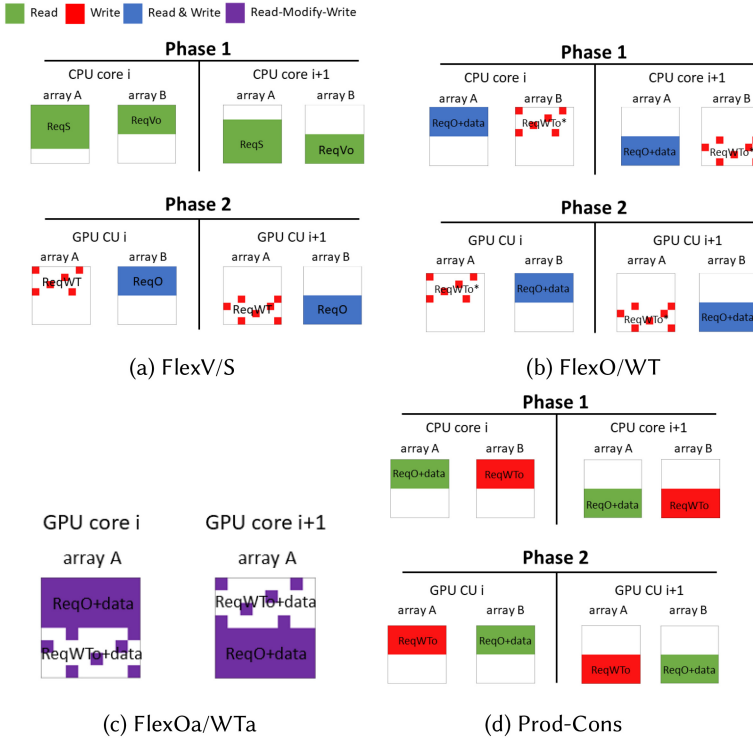 Read Write Read & Write Read-Modify-Write
Phase 1
CPU core i CPU core i+1
array A array B array A array B
ReqS ReqVo ReqS ReqVo
Phase 2
GPU CU i GPU CU i+1
array A array B array A array B
ReqWT ReqO ReqWT ReqO
(a) FlexV/S
Phase 1
CPU core i CPU core i+1
array A array B array A array B
ReqO+data ReqWTo* ReqO+data ReqWTo*
Phase 2
GPU CU i GPU CU i+1
array A array B array A array B
ReqWTo* ReqO+data ReqWTo* ReqO+data
(b) FlexO/WT
GPU core i GPU core i+1
array A array A
ReqO+data ReqWTo+data
ReqWTo+data ReqO+data
(c) FlexOa/WTa
Phase 1
CPU core i CPU core i+1
array A array B array A array B
ReqO+data ReqWTo ReqO+data ReqWTo
Phase 2
GPU CU i GPU CU i+1
array A array B array A array B
ReqWTo ReqO+data ReqWTo ReqO+data
(d) Prod-Cons